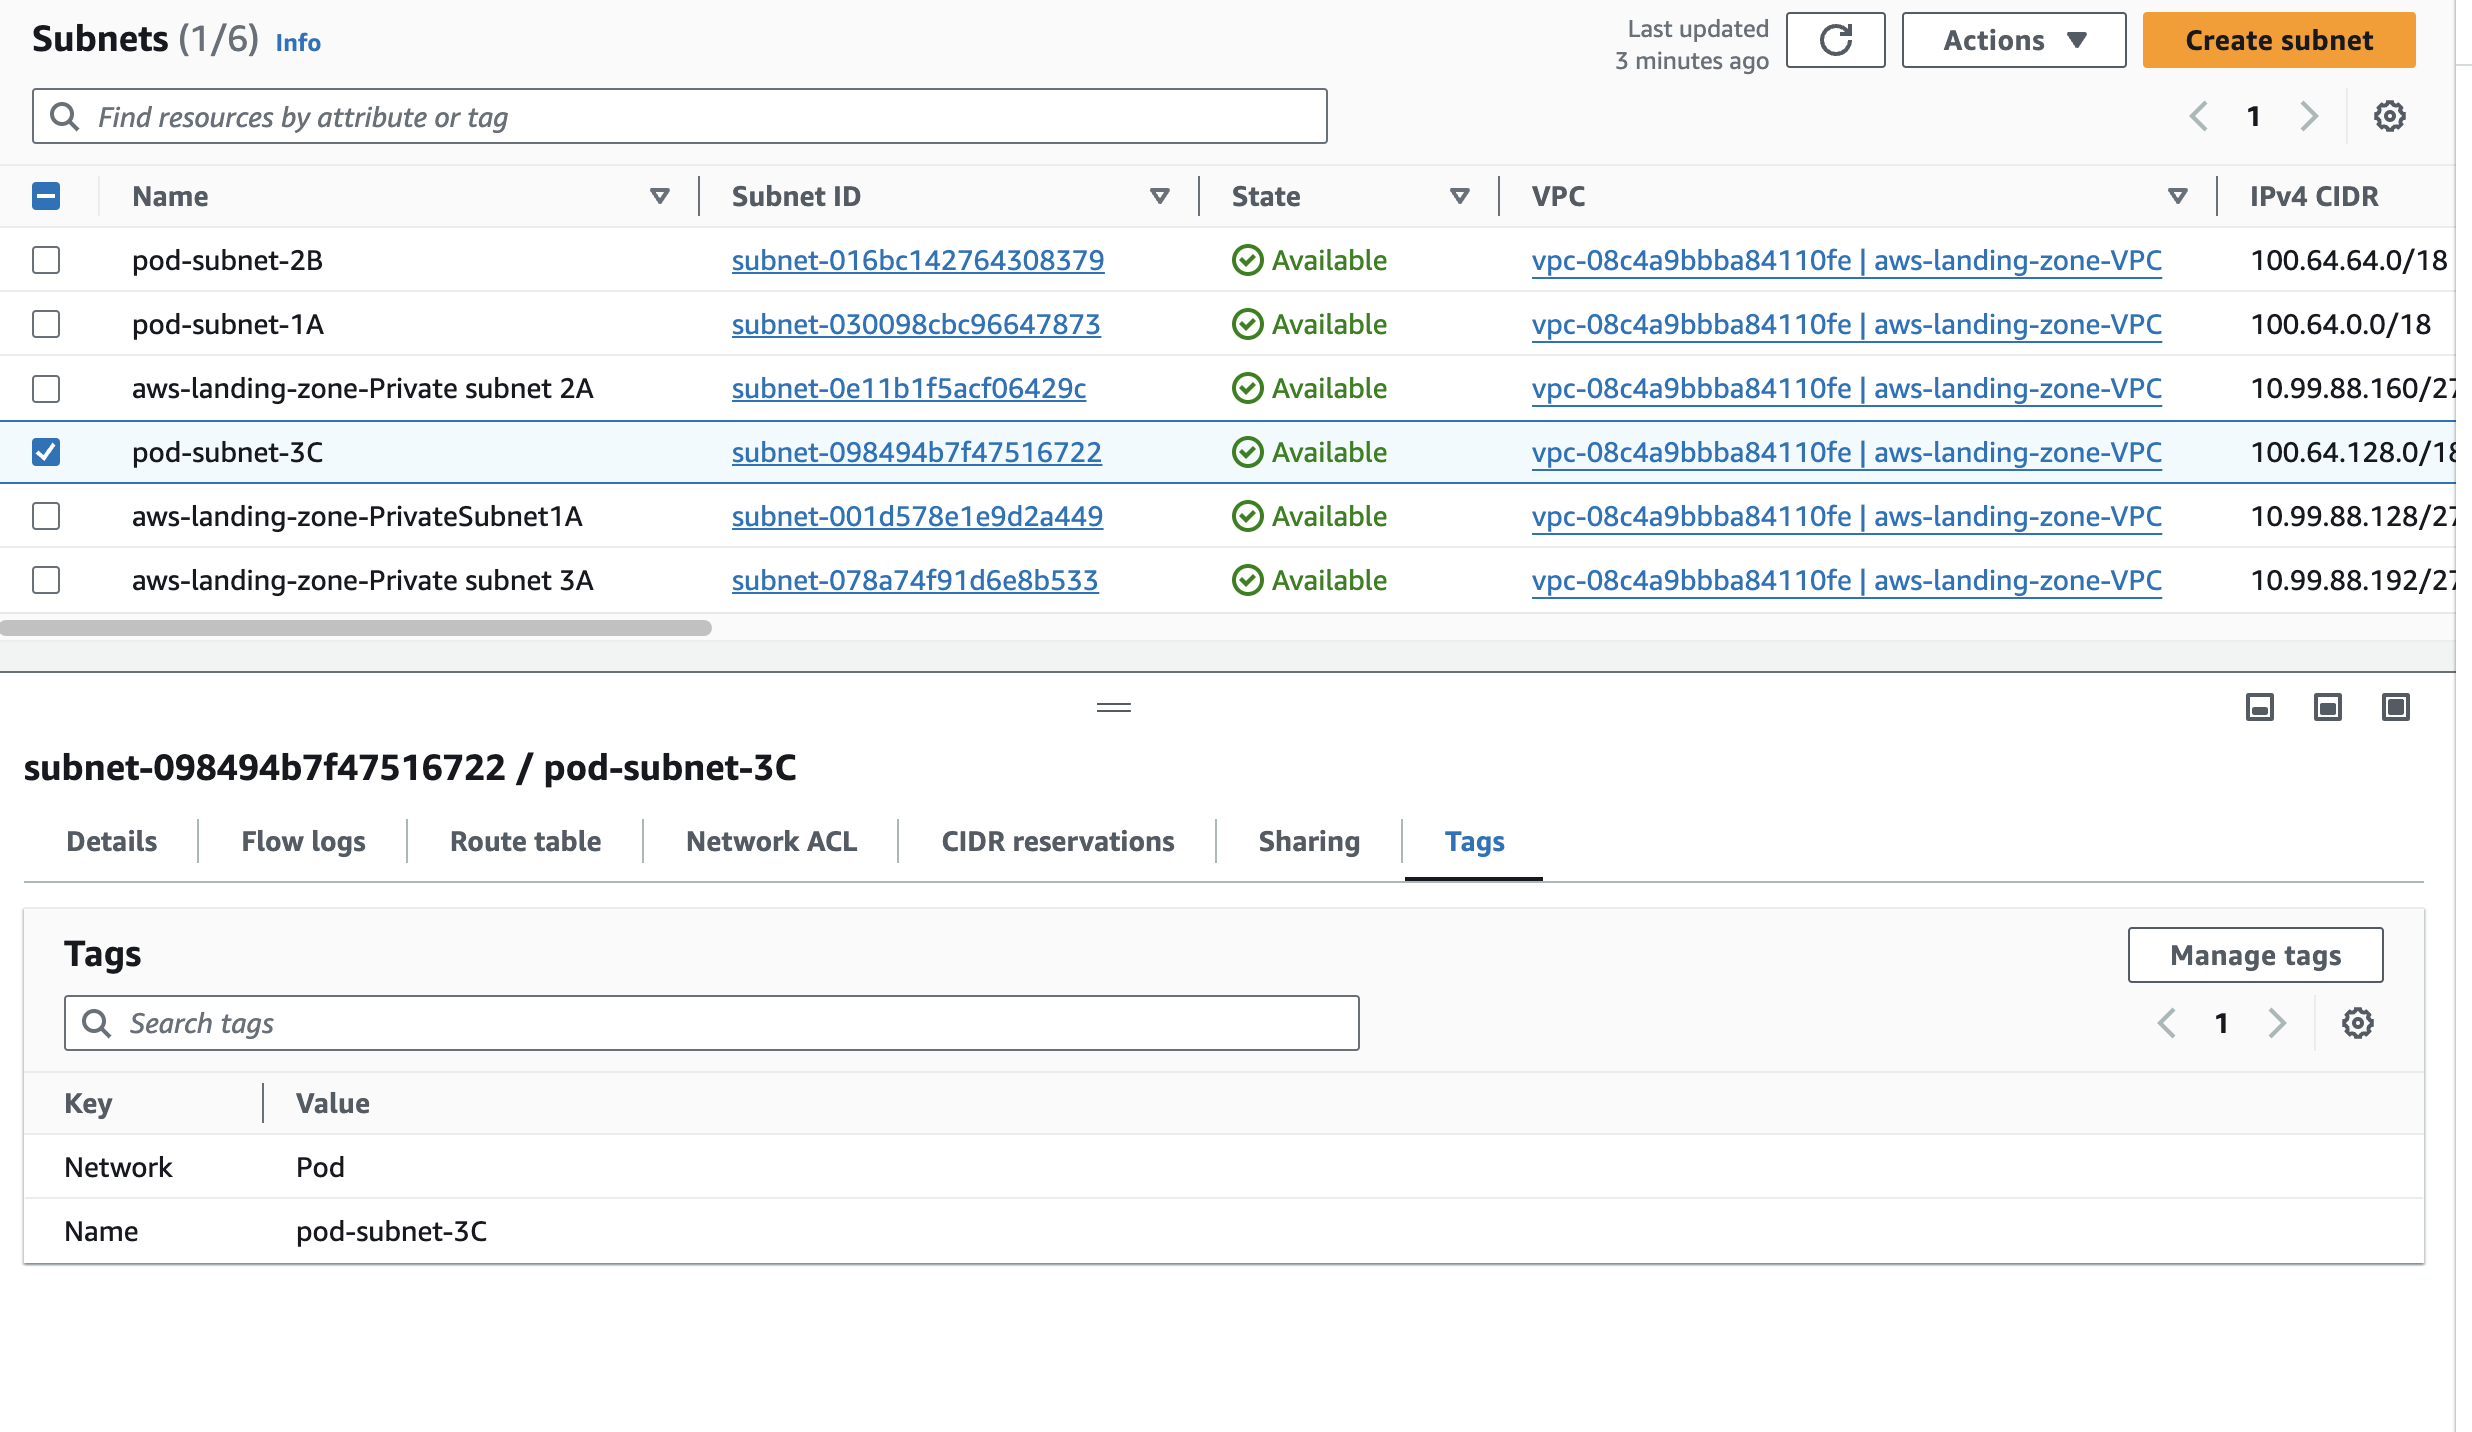 Subnets (1/6) Info
Last updated
3 minutes ago
Actions
Create subnet
Find resources by attribute or tag
1
Name Subnet ID State VPC IPv4 CIDR
pod-subnet-2B subnet-016bc142764308379 Available vpc-08c4a9bbba84110fe | aws-landing-zone-VPC 100.64.64.0/18
pod-subnet-1A subnet-030098cbc96647873 Available vpc-08c4a9bbba84110fe | aws-landing-zone-VPC 100.64.0.0/18
aws-landing-zone-Private subnet 2A subnet-0e11b1f5acf06429c Available vpc-08c4a9bbba84110fe | aws-landing-zone-VPC 10.99.88.160/27
pod-subnet-3C subnet-098494b7f47516722 Available vpc-08c4a9bbba84110fe | aws-landing-zone-VPC 100.64.128.0/18
aws-landing-zone-PrivateSubnet1A subnet-001d578e1e9d2a449 Available vpc-08c4a9bbba84110fe | aws-landing-zone-VPC 10.99.88.128/27
aws-landing-zone-Private subnet 3A subnet-078a74f91d6e8b533 Available vpc-08c4a9bbba84110fe | aws-landing-zone-VPC 10.99.88.192/27
subnet-098494b7f47516722 / pod-subnet-3C
Details Flow logs Route table Network ACL CIDR reservations Sharing Tags
Tags
Manage tags
Search tags
1
Key Value
Network Pod
Name pod-subnet-3C